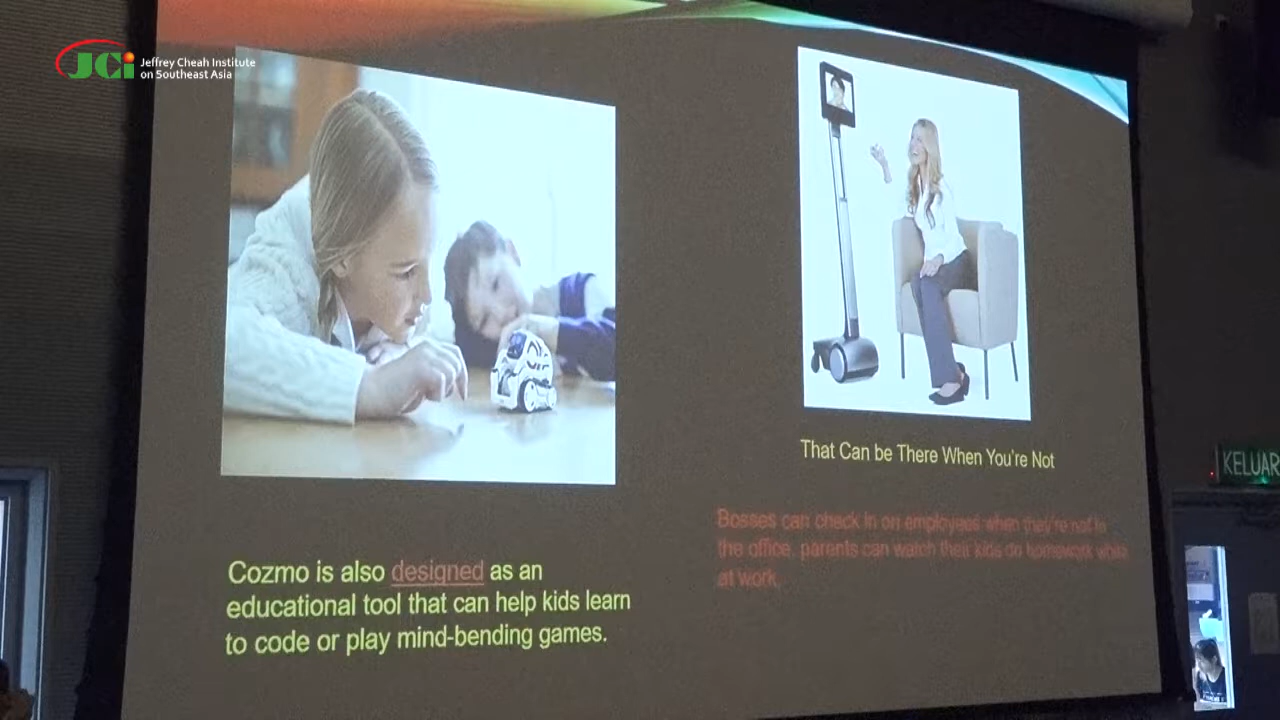 JCi
Jeffrey Cheah Institute
on Southeast Asia
Cozmo is also designed as an
educational tool that can help kids learn
to code or play mind-bending games.
That Can be There When You're Not
Bosses can check in on employees when they're not in
the office, parents can watch their kids do homework while
at work.
KELUAR